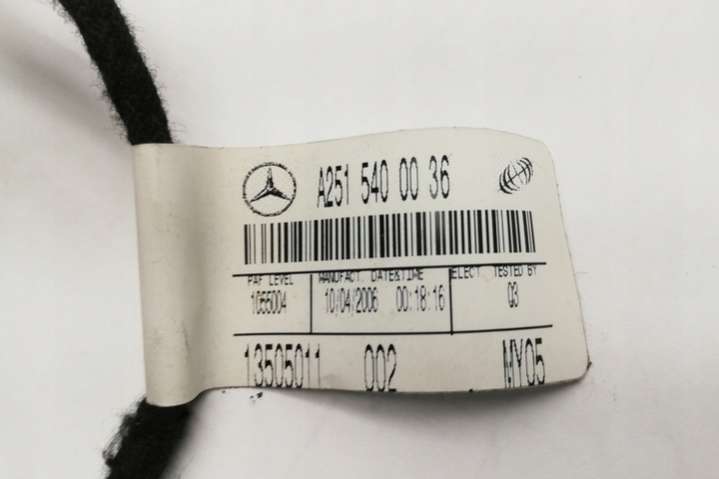 A251 540 00 36
PAF LEVEL MANUFACT DATE&TIME ELECT TESTED BY
1055004 10/04/2006 00:18:16 03
13505011 002 MY05